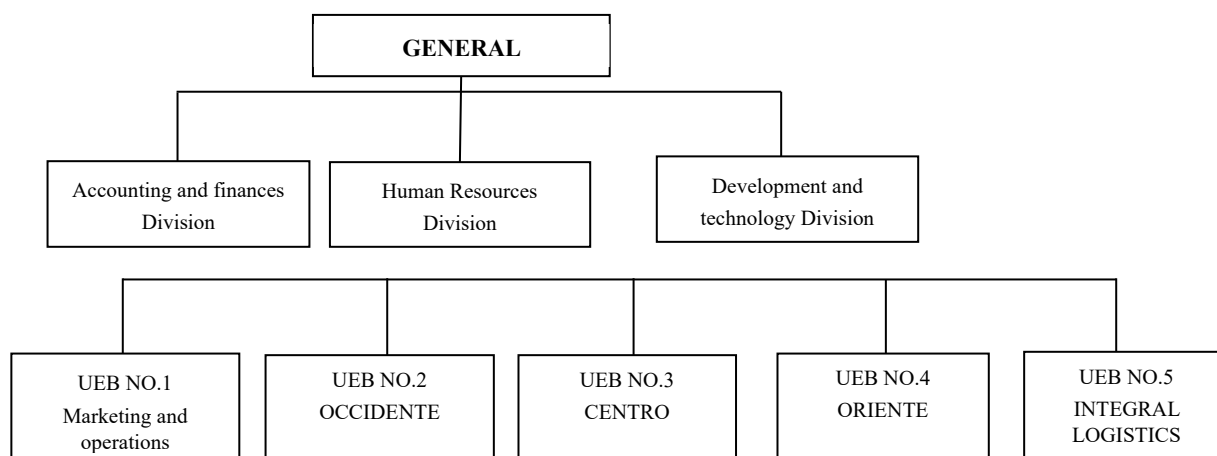 GENERAL
Accounting and finances
Division
Human Resources
Division
Development and
technology Division
UEB NO.1
Marketing and
operations
UEB NO.2
OCCIDENTE
UEB NO.3
CENTRO
UEB NO.4
ORIENTE
UEB NO.5
INTEGRAL
LOGISTICS